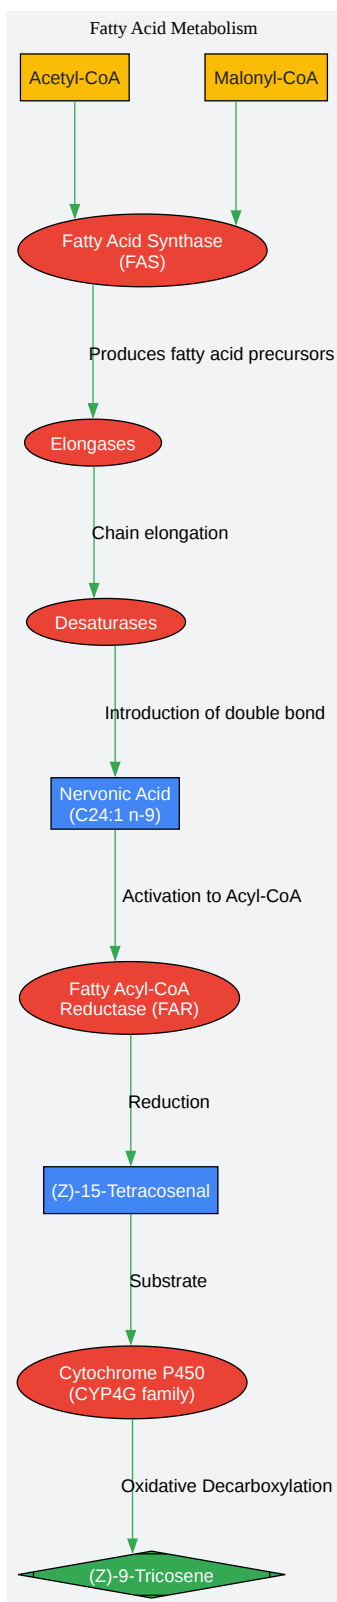 Fatty Acid Metabolism
Acetyl-CoA
Malonyl-CoA
Fatty Acid Synthase
(FAS)
Produces fatty acid precursors
Elongases
Chain elongation
Desaturases
Introduction of double bond
Nervonic Acid
(C24:1 n-9)
Activation to Acyl-CoA
Fatty Acyl-CoA
Reductase (FAR)
Reduction
(Z)-15-Tetracosenal
Substrate
Cytochrome P450
(CYP4G family)
Oxidative Decarboxylation
(Z)-9-Tricosene